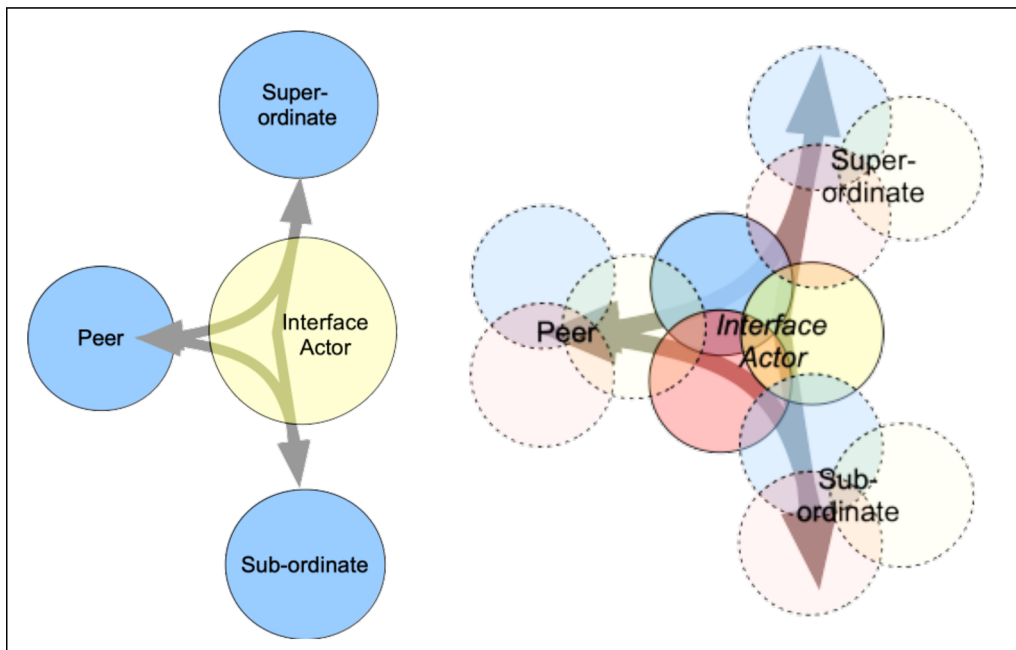 Super-
ordinate
Peer
Interface
Actor
Sub-ordinate
Super-
ordinate
Peer
Interface
Actor
Sub-
ordinate